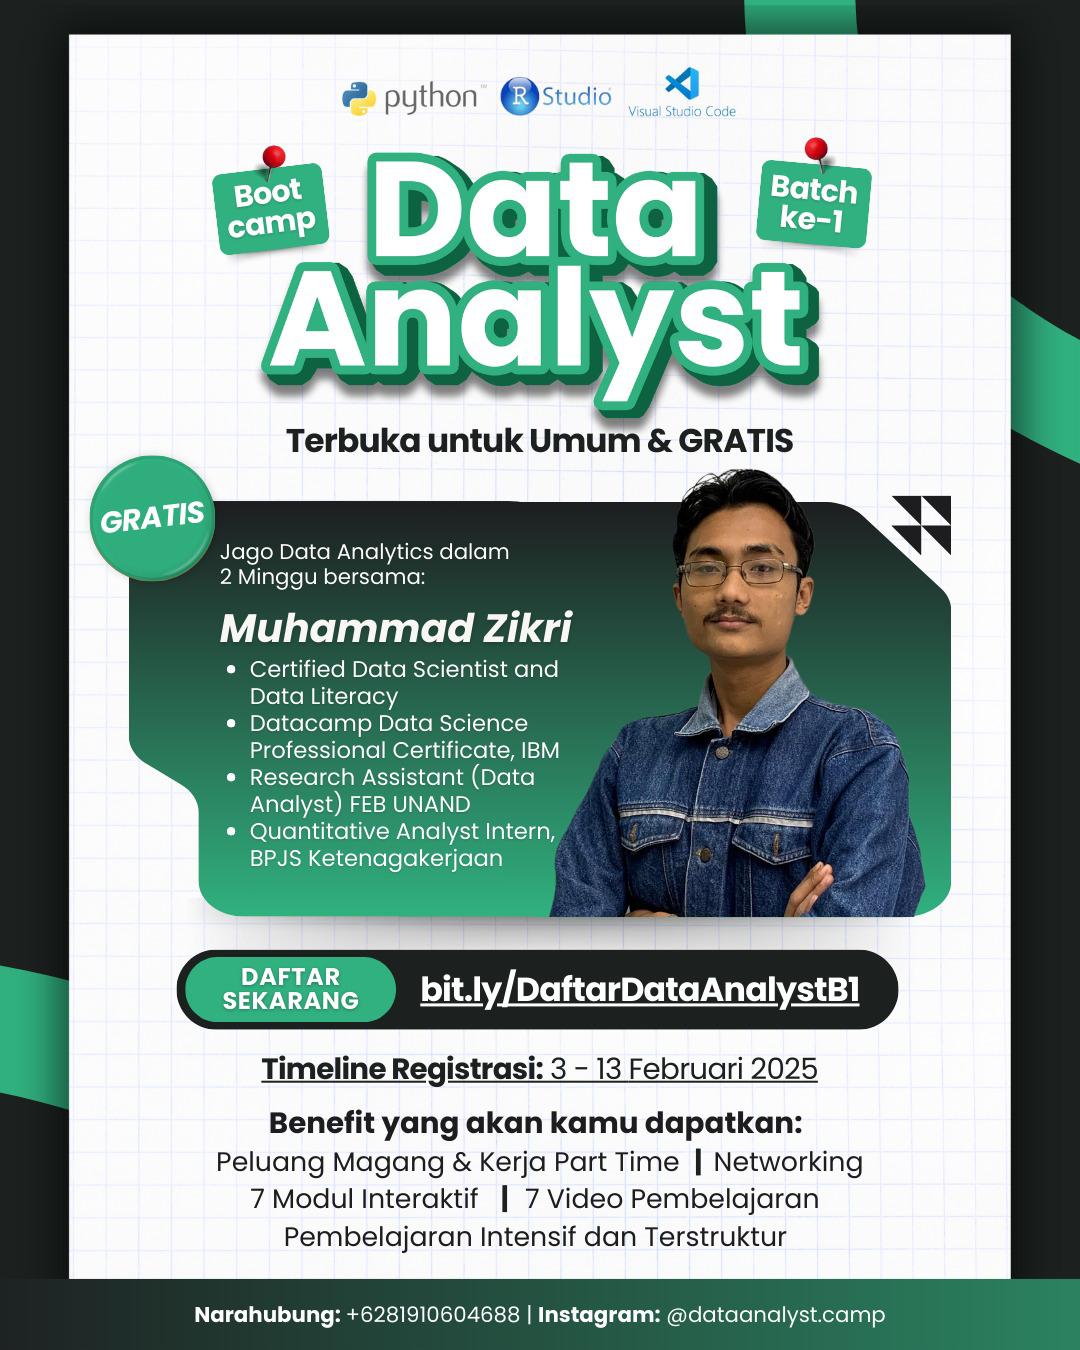 python™
R Studio
Visual Studio Code
Boot
camp
Batch
ke-1
Data
Analyst
Terbuka untuk Umum & GRATIS
GRATIS
Jago Data Analytics dalam
2 Minggu bersama:
Muhammad Zikri
• Certified Data Scientist and
Data Literacy
• Datacamp Data Science
Professional Certificate, IBM
• Research Assistant (Data
Analyst) FEB UNAND
• Quantitative Analyst Intern,
BPJS Ketenagakerjaan
DAFTAR
SEKARANG
bit.ly/DaftarDataAnalystB1
Timeline Registrasi: 3 - 13 Februari 2025
Benefit yang akan kamu dapatkan:
Peluang Magang & Kerja Part Time | Networking
7 Modul Interaktif | 7 Video Pembelajaran
Pembelajaran Intensif dan Terstruktur
Narahubung: +6281910604688 | Instagram: @dataanalyst.camp